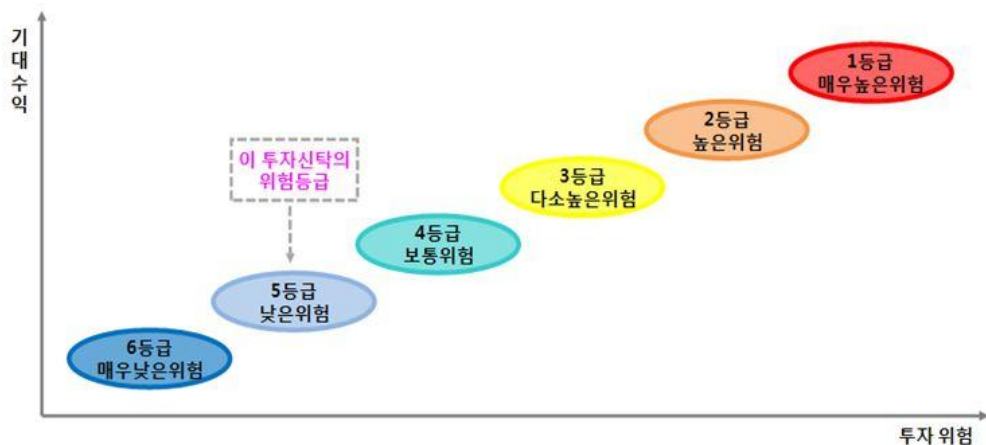 기대수익
1등급
매우높은위험
2등급
높은위험
이 투자신탁의
위험등급
3등급
다소높은위험
4등급
보통위험
5등급
낮은위험
6등급
매우낮은위험
투자 위험